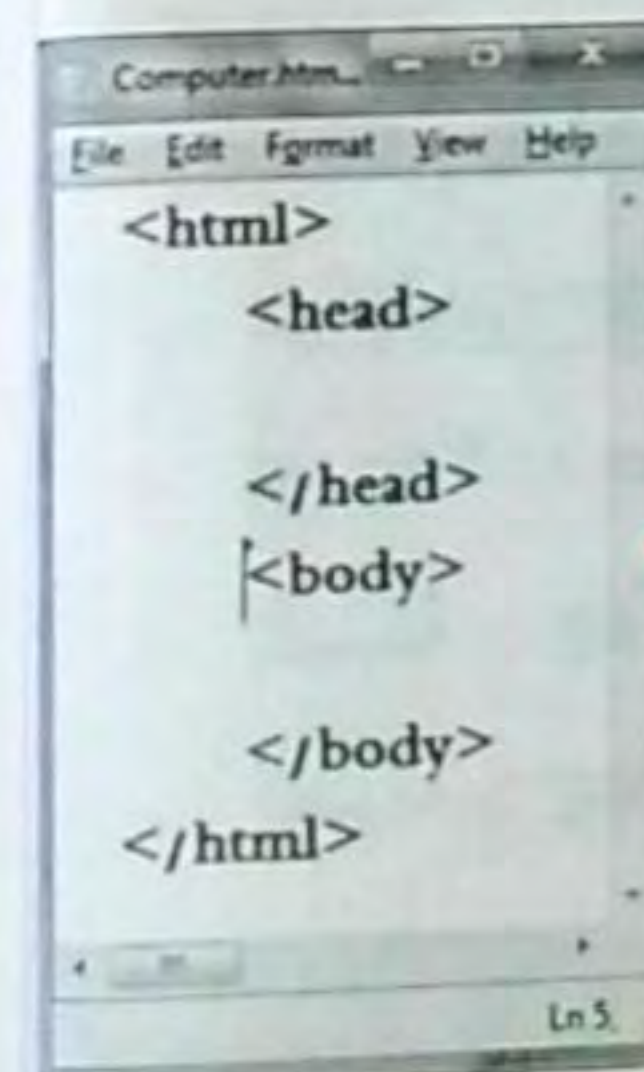 Computer.htm...
File Edit Format View Help
<html>
<head>
</head>
<body>
</body>
</html>
Ln 5,